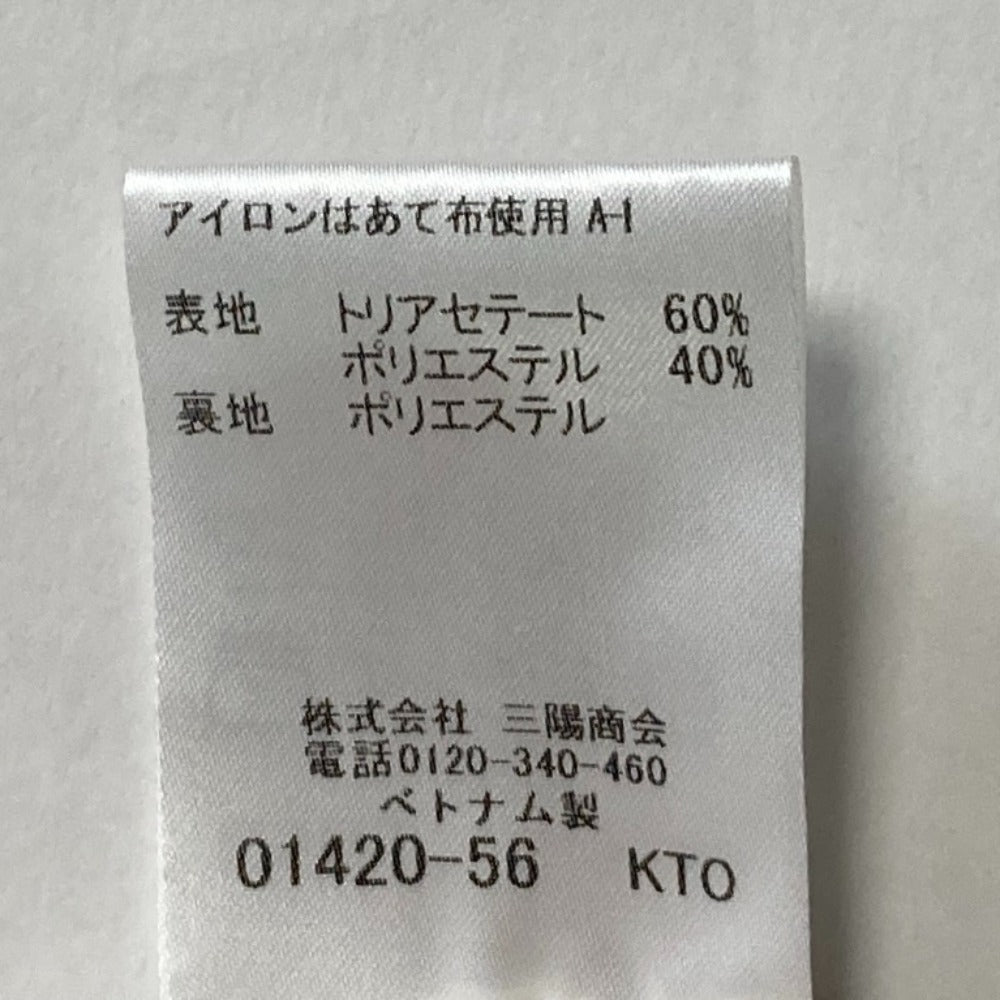 アイロンはあて布使用 A-1
表地 トリアセテート 60%
ポリエステル 40%
裏地 ポリエステル
株式会社 三陽商会
電話0120-340-460
ベトナム製
01420-56 KTO